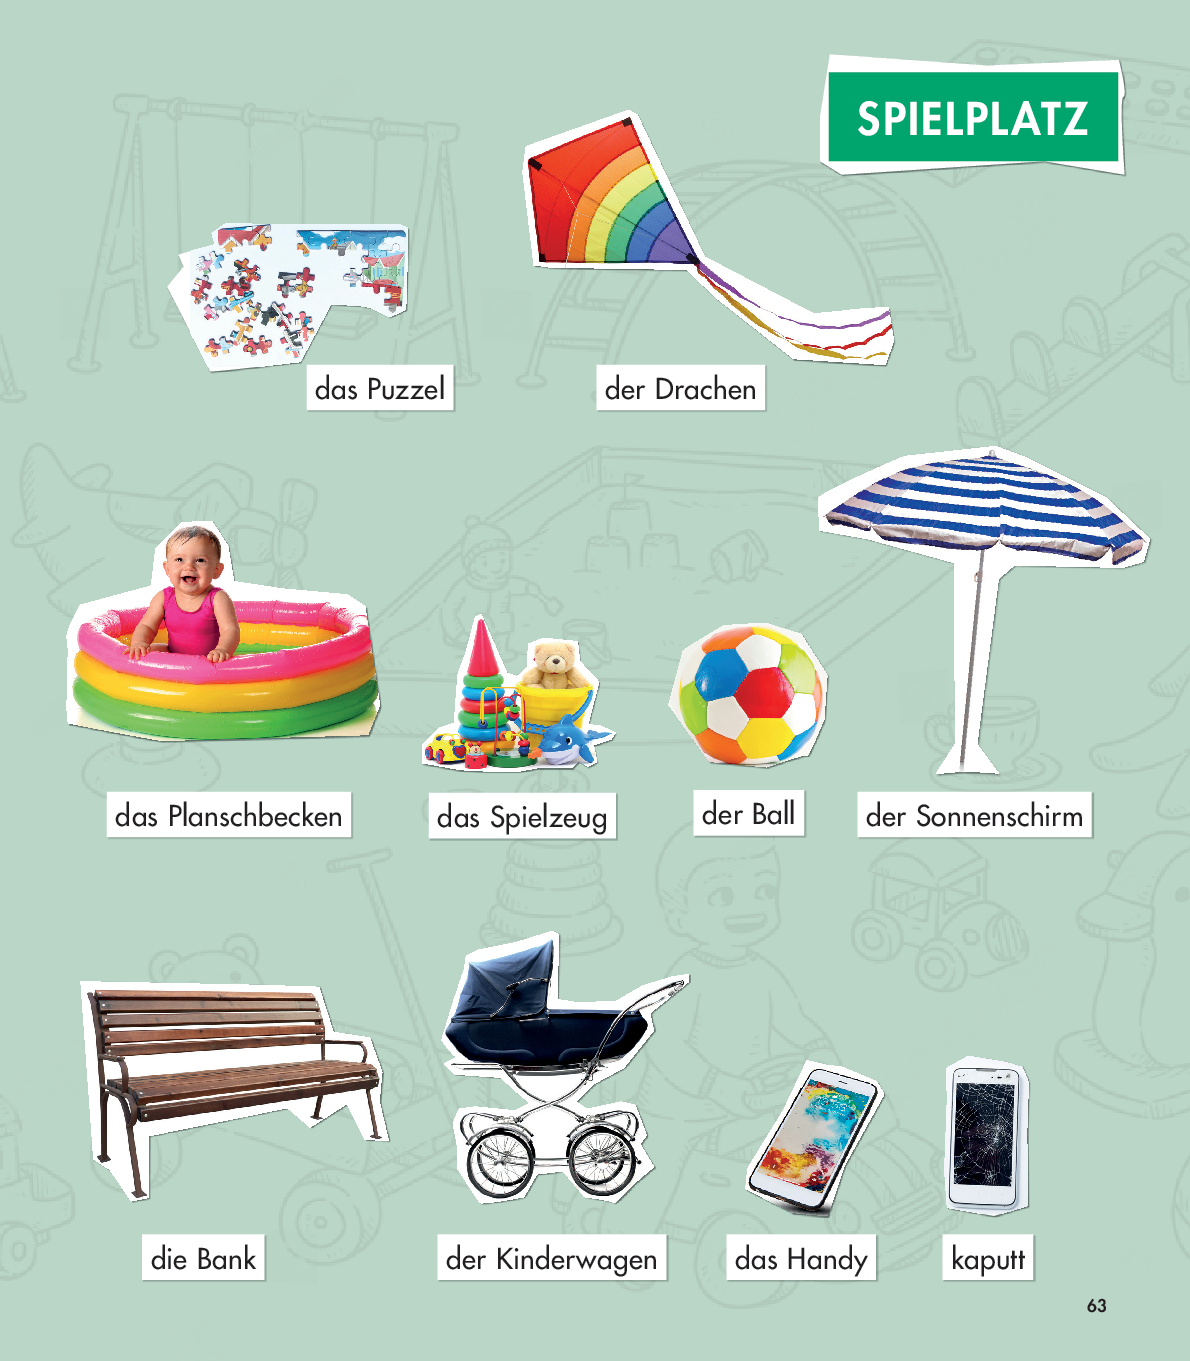 SPIELPLATZ
das Puzzel
der Drachen
das Planschbecken
das Spielzeug
der Ball
der Sonnenschirm
die Bank
der Kinderwagen
das Handy
kaputt
63